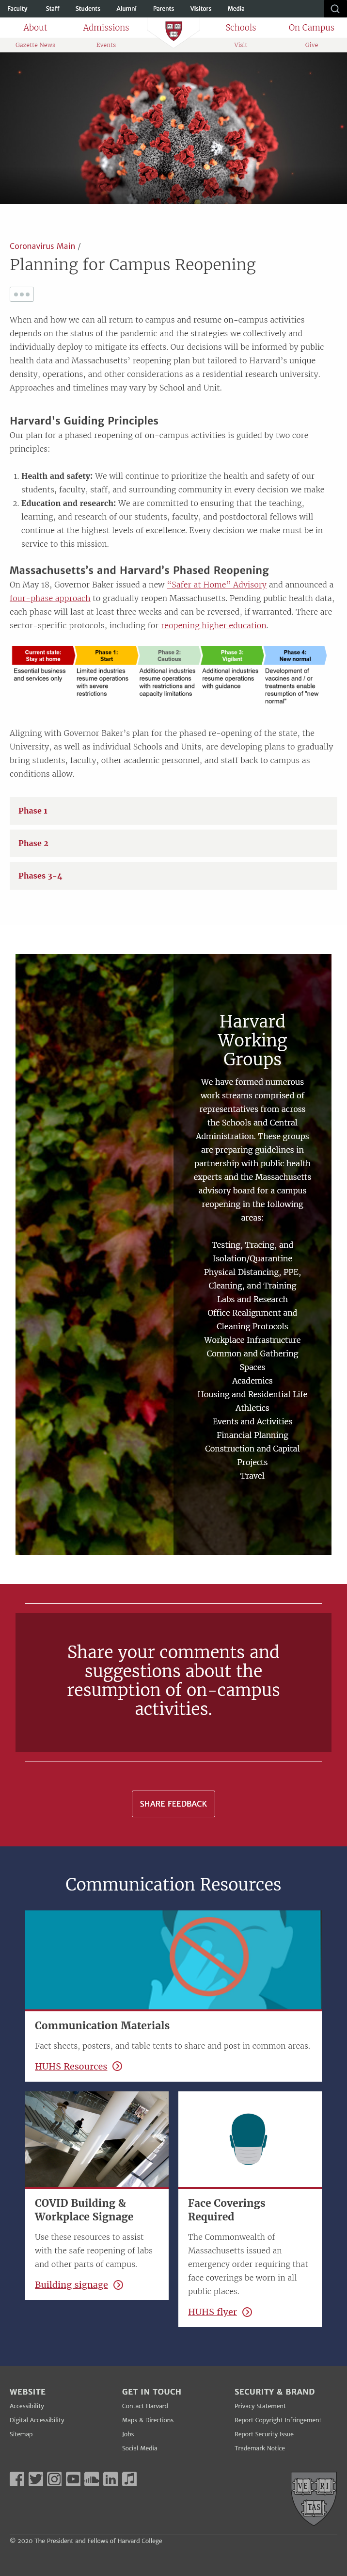 Faculty Staff Students Alumni Parents Visitors Media
About Admissions Schools On Campus
Gazette News Events Visit Give
Coronavirus Main /
Planning for Campus Reopening
When and how we can all return to campus and resume on-campus activities
depends on the status of the pandemic and the strategies we collectively and
individually deploy to mitigate its effects. Our decisions will be informed by public
health data and Massachusetts' reopening plan but tailored to Harvard's unique
density, operations, and other considerations as a residential research university.
Approaches and timelines may vary by School and Unit.
Harvard's Guiding Principles
Our plan for a phased reopening of on-campus activities is guided by two core
principles:
1. Health and safety: We will continue to prioritize the health and safety of our
students, faculty, staff, and surrounding community in every decision we make
2. Education and research: We are committed to ensuring that the teaching,
learning, and research of our students, faculty, and postdoctoral fellows will
continue at the highest levels of excellence. Every decision we make must be in
service to this mission.
Massachusetts's and Harvard's Phased Reopening
On May 18, Governor Baker issued a new "Safer at Home" Advisory and announced a
four-phase approach to gradually reopen Massachusetts. Pending public health data,
each phase will last at least three weeks and can be reversed, if warranted. There are
some sector-specific protocols, including for reopening higher education.
Current state: Stay at home
Essential business and services only
Phase 1: Start
Limited industries resume operations with severe restrictions
Phase 2: Cautious
Additional industries resume operations with restrictions and capacity limitations
Phase 3: Vigilant
Additional industries resume operations with guidance
Phase 4: New normal
Development of vaccines and / or treatments enable resumption of "new normal"
Aligning with Governor Baker's plan for the phased re-opening of the state, the
University, as well as individual Schools and Units, are developing plans to gradually
bring students, faculty, other academic personnel, and staff back to campus as
conditions allow.
Phase 1
Phase 2
Phases 3-4
Harvard
Working
Groups
We have formed numerous
work streams comprised of
representatives from across
the Schools and Central
Administration. These groups
are preparing guidelines in
partnership with public health
experts and the Massachusetts
advisory board for a campus
reopening in the following
areas:
Testing, Tracing, and
Isolation/Quarantine
Physical Distancing, PPE,
Cleaning, and Training
Labs and Research
Office Realignment and
Cleaning Protocols
Workplace Infrastructure
Common and Gathering
Spaces
Academics
Housing and Residential Life
Athletics
Events and Activities
Financial Planning
Construction and Capital
Projects
Travel
Share your comments and
suggestions about the
resumption of on-campus
activities.
SHARE FEEDBACK
Communication Resources
Communication Materials
Fact sheets, posters, and table tents to share and post in common areas.
HUHS Resources
COVID Building &
Workplace Signage
Use these resources to assist
with the safe reopening of labs
and other parts of campus.
Building signage
Face Coverings
Required
The Commonwealth of
Massachusetts issued an
emergency order requiring that
face coverings be worn in all
public places.
HUHS flyer
WEBSITE
Accessibility
Digital Accessibility
Sitemap
GET IN TOUCH
Contact Harvard
Maps & Directions
Jobs
Social Media
SECURITY & BRAND
Privacy Statement
Report Copyright Infringement
Report Security Issue
Trademark Notice
VE RI
TAS
© 2020 The President and Fellows of Harvard College